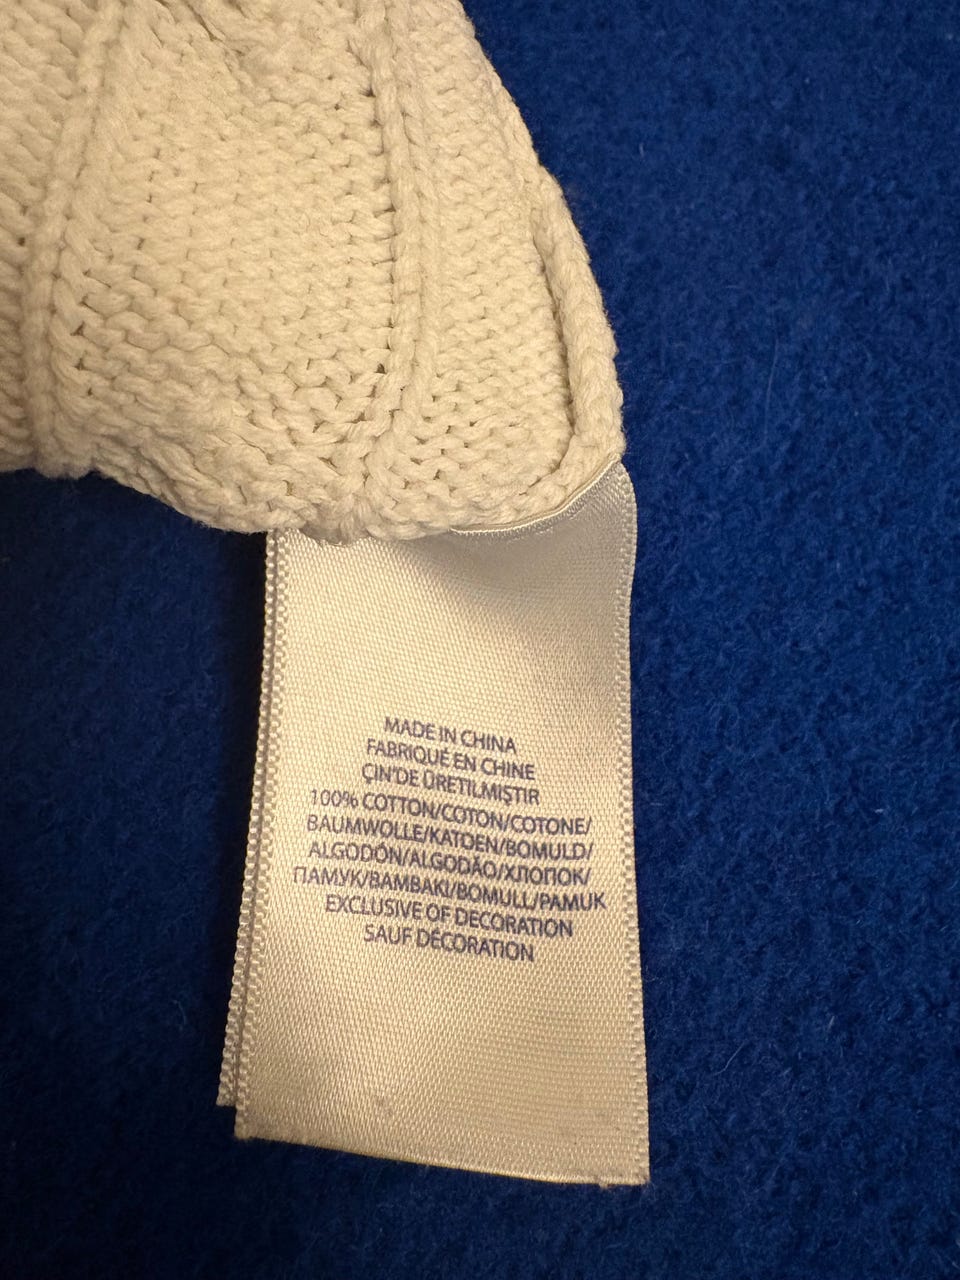 MADE IN CHINA
FABRIQUÉ EN CHINE
ÇİN'DE ÜRETILMIŞTIR
100% COTTON/COTON/COTONE/
BAUMWOLLE/KATOEN/BOMULD/
ALGODÓN/ALGODÃO/ХЛОПОК/
ПАМУК/BAMBAKI/BOMULL/PAMUK
EXCLUSIVE OF DECORATION
SAUF DÉCORATION